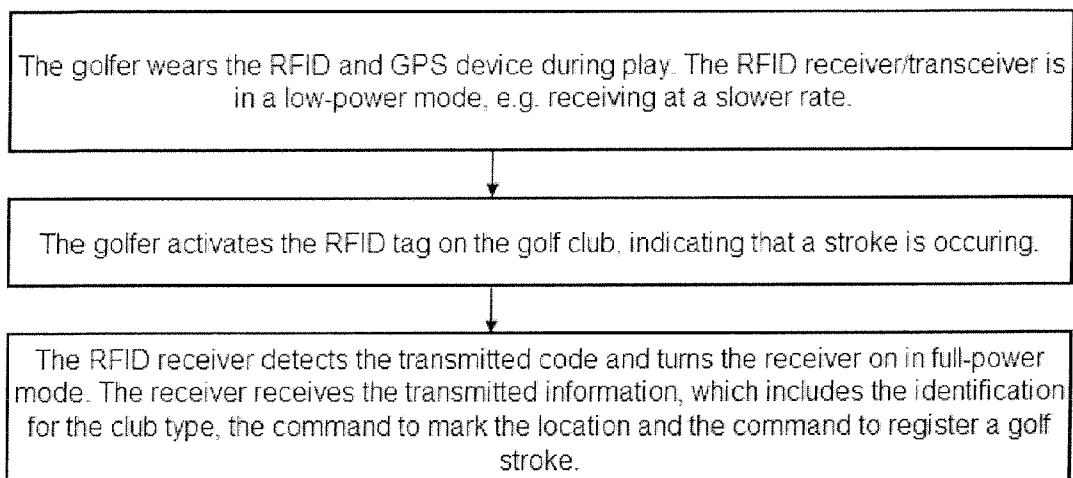 The golfer wears the RFID and GPS device during play. The RFID receiver/transceiver is
in a low-power mode, e.g. receiving at a slower rate.
The golfer activates the RFID tag on the golf club, indicating that a stroke is occuring.
The RFID receiver detects the transmitted code and turns the receiver on in full-power
mode. The receiver receives the transmitted information, which includes the identification
for the club type, the command to mark the location and the command to register a golf
stroke.